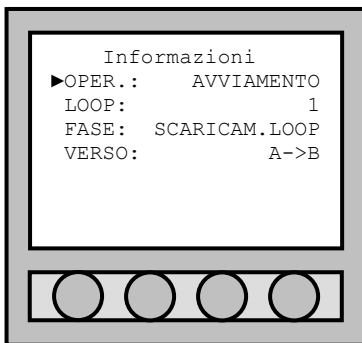 Informazioni
►OPER.: AVVIAMENTO
LOOP: 1
FASE: SCARICAM.LOOP
VERSO: A->B